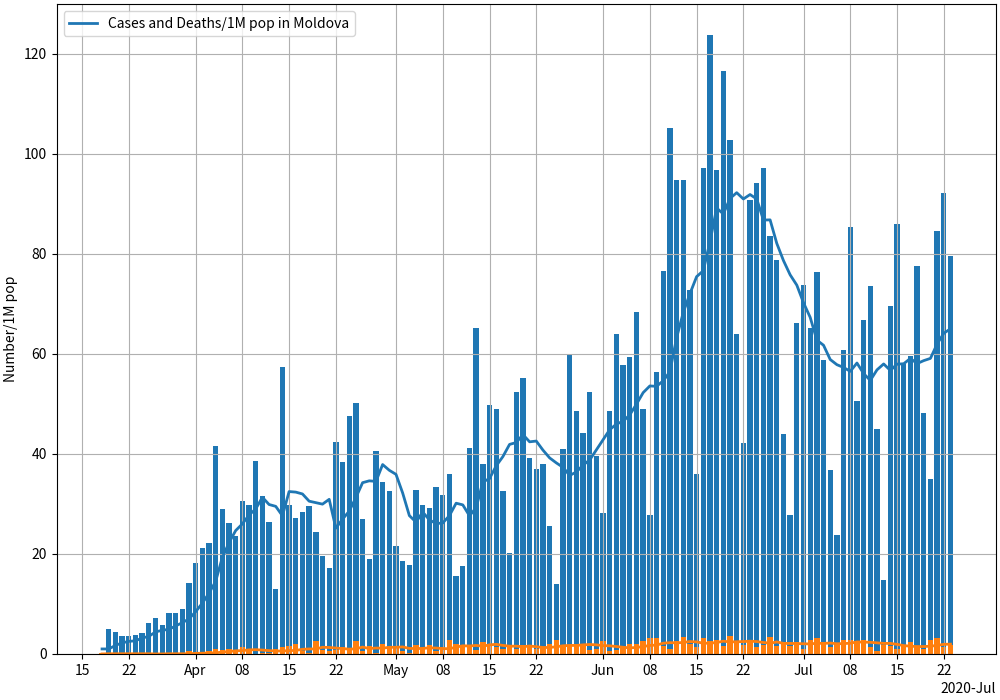 Cases and Deaths/1M pop in Moldova
120
100
80
60
40
20
0
Number/1M pop
15 22 Apr 08 15 22 May 08 15 22 Jun 08 15 22 Jul 08 15 22
2020-Jul